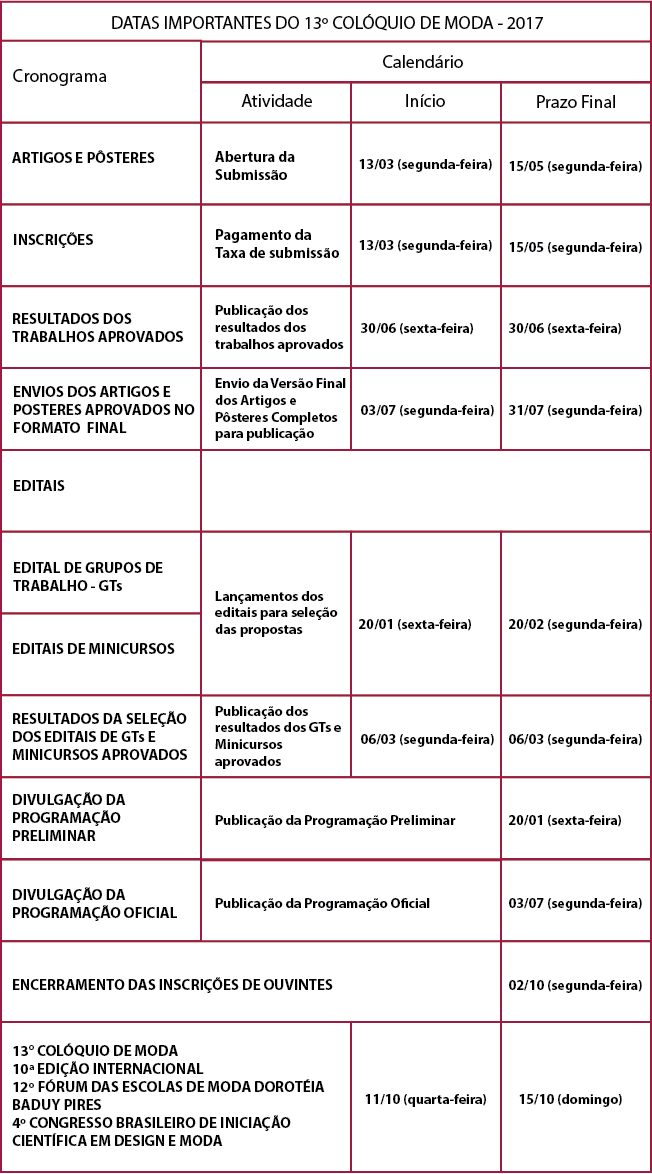 DATAS IMPORTANTES DO 13º COLÓQUIO DE MODA - 2017
Cronograma
Calendário
Atividade
Início
Prazo Final
ARTIGOS E PÔSTERES
Abertura da
Submissão
13/03 (segunda-feira)
15/05 (segunda-feira)
INSCRIÇÕES
Pagamento da
Taxa de submissão
13/03 (segunda-feira)
15/05 (segunda-feira)
RESULTADOS DOS
TRABALHOS APROVADOS
Publicação dos
resultados dos
trabalhos aprovados
30/06 (sexta-feira)
30/06 (sexta-feira)
ENVIOS DOS ARTIGOS E
POSTERES APROVADOS NO
FORMATO FINAL
Envio da Versão Final
dos Artigos e
Pôsteres Completos
para publicação
03/07 (segunda-feira)
31/07 (segunda-feira)
EDITAIS
EDITAL DE GRUPOS DE
TRABALHO - GTs
EDITAIS DE MINICURSOS
Lançamentos dos
editais para seleção
das propostas
20/01 (sexta-feira)
20/02 (segunda-feira)
RESULTADOS DA SELEÇÃO
DOS EDITAIS DE GTs E
MINICURSOS APROVADOS
Publicação dos
resultados dos GTs e
Minicursos
aprovados
06/03 (segunda-feira)
06/03 (segunda-feira)
DIVULGAÇÃO DA
PROGRAMAÇÃO
PRELIMINAR
Publicação da Programação Preliminar
20/01 (sexta-feira)
DIVULGAÇÃO DA
PROGRAMAÇÃO OFICIAL
Publicação da Programação Oficial
03/07 (segunda-feira)
ENCERRAMENTO DAS INSCRIÇÕES DE OUVINTES
02/10 (segunda-feira)
13° COLÓQUIO DE MODA
10ª EDIÇÃO INTERNACIONAL
12º FÓRUM DAS ESCOLAS DE MODA DOROTÉIA
BADUY PIRES
4º CONGRESSO BRASILEIRO DE INICIAÇÃO
CIENTÍFICA EM DESIGN E MODA
11/10 (quarta-feira)
15/10 (domingo)